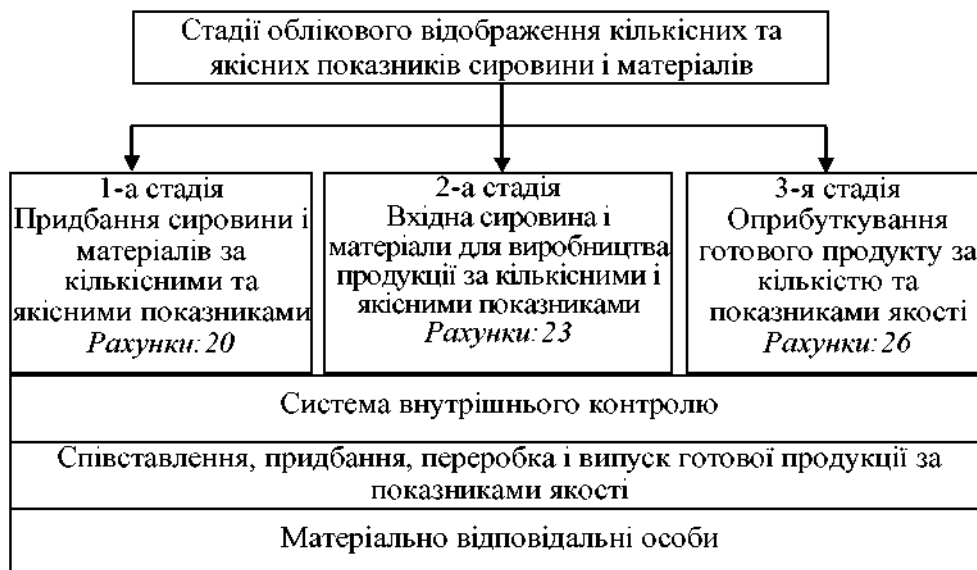 Стадії облікового відображення кількісних та
якісних показників сировини і матеріалів
1-а стадія
Придбання сировини і
матеріалів за
кількісними та
якісними показниками
Рахунки: 20
2-а стадія
Вхідна сировина і
матеріали для виробництва
продукції за кількісними і
якісними показниками
Рахунки: 23
3-я стадія
Оприбуткування
готового продукту за
кількістю та
показниками якості
Рахунки: 26
Система внутрішнього контролю
Співставлення, придбання, переробка і випуск готової продукції за
показниками якості
Матеріально відповідальні особи